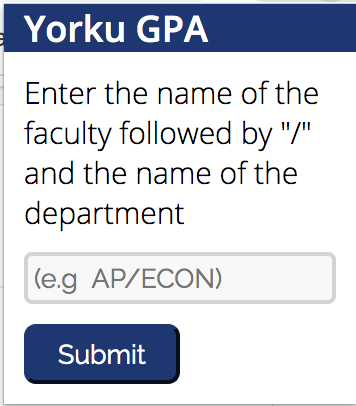 Yorku GPA
Enter the name of the
faculty followed by "/"
and the name of the
department
(e.g  AP/ECON)
Submit